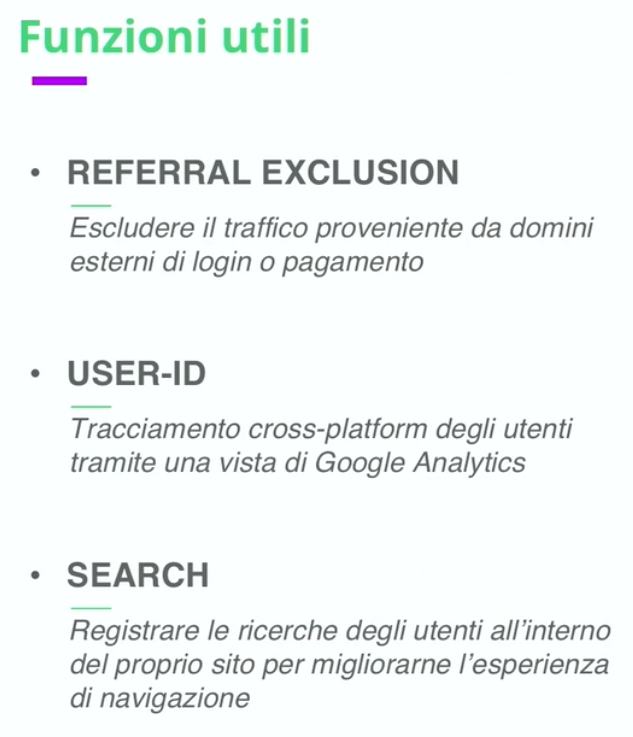 Funzioni utili
• REFERRAL EXCLUSION
Escludere il traffico proveniente da domini
esterni di login o pagamento
• USER-ID
Tracciamento cross-platform degli utenti
tramite una vista di Google Analytics
• SEARCH
Registrare le ricerche degli utenti all’interno
del proprio sito per migliorarne l’esperienza
di navigazione